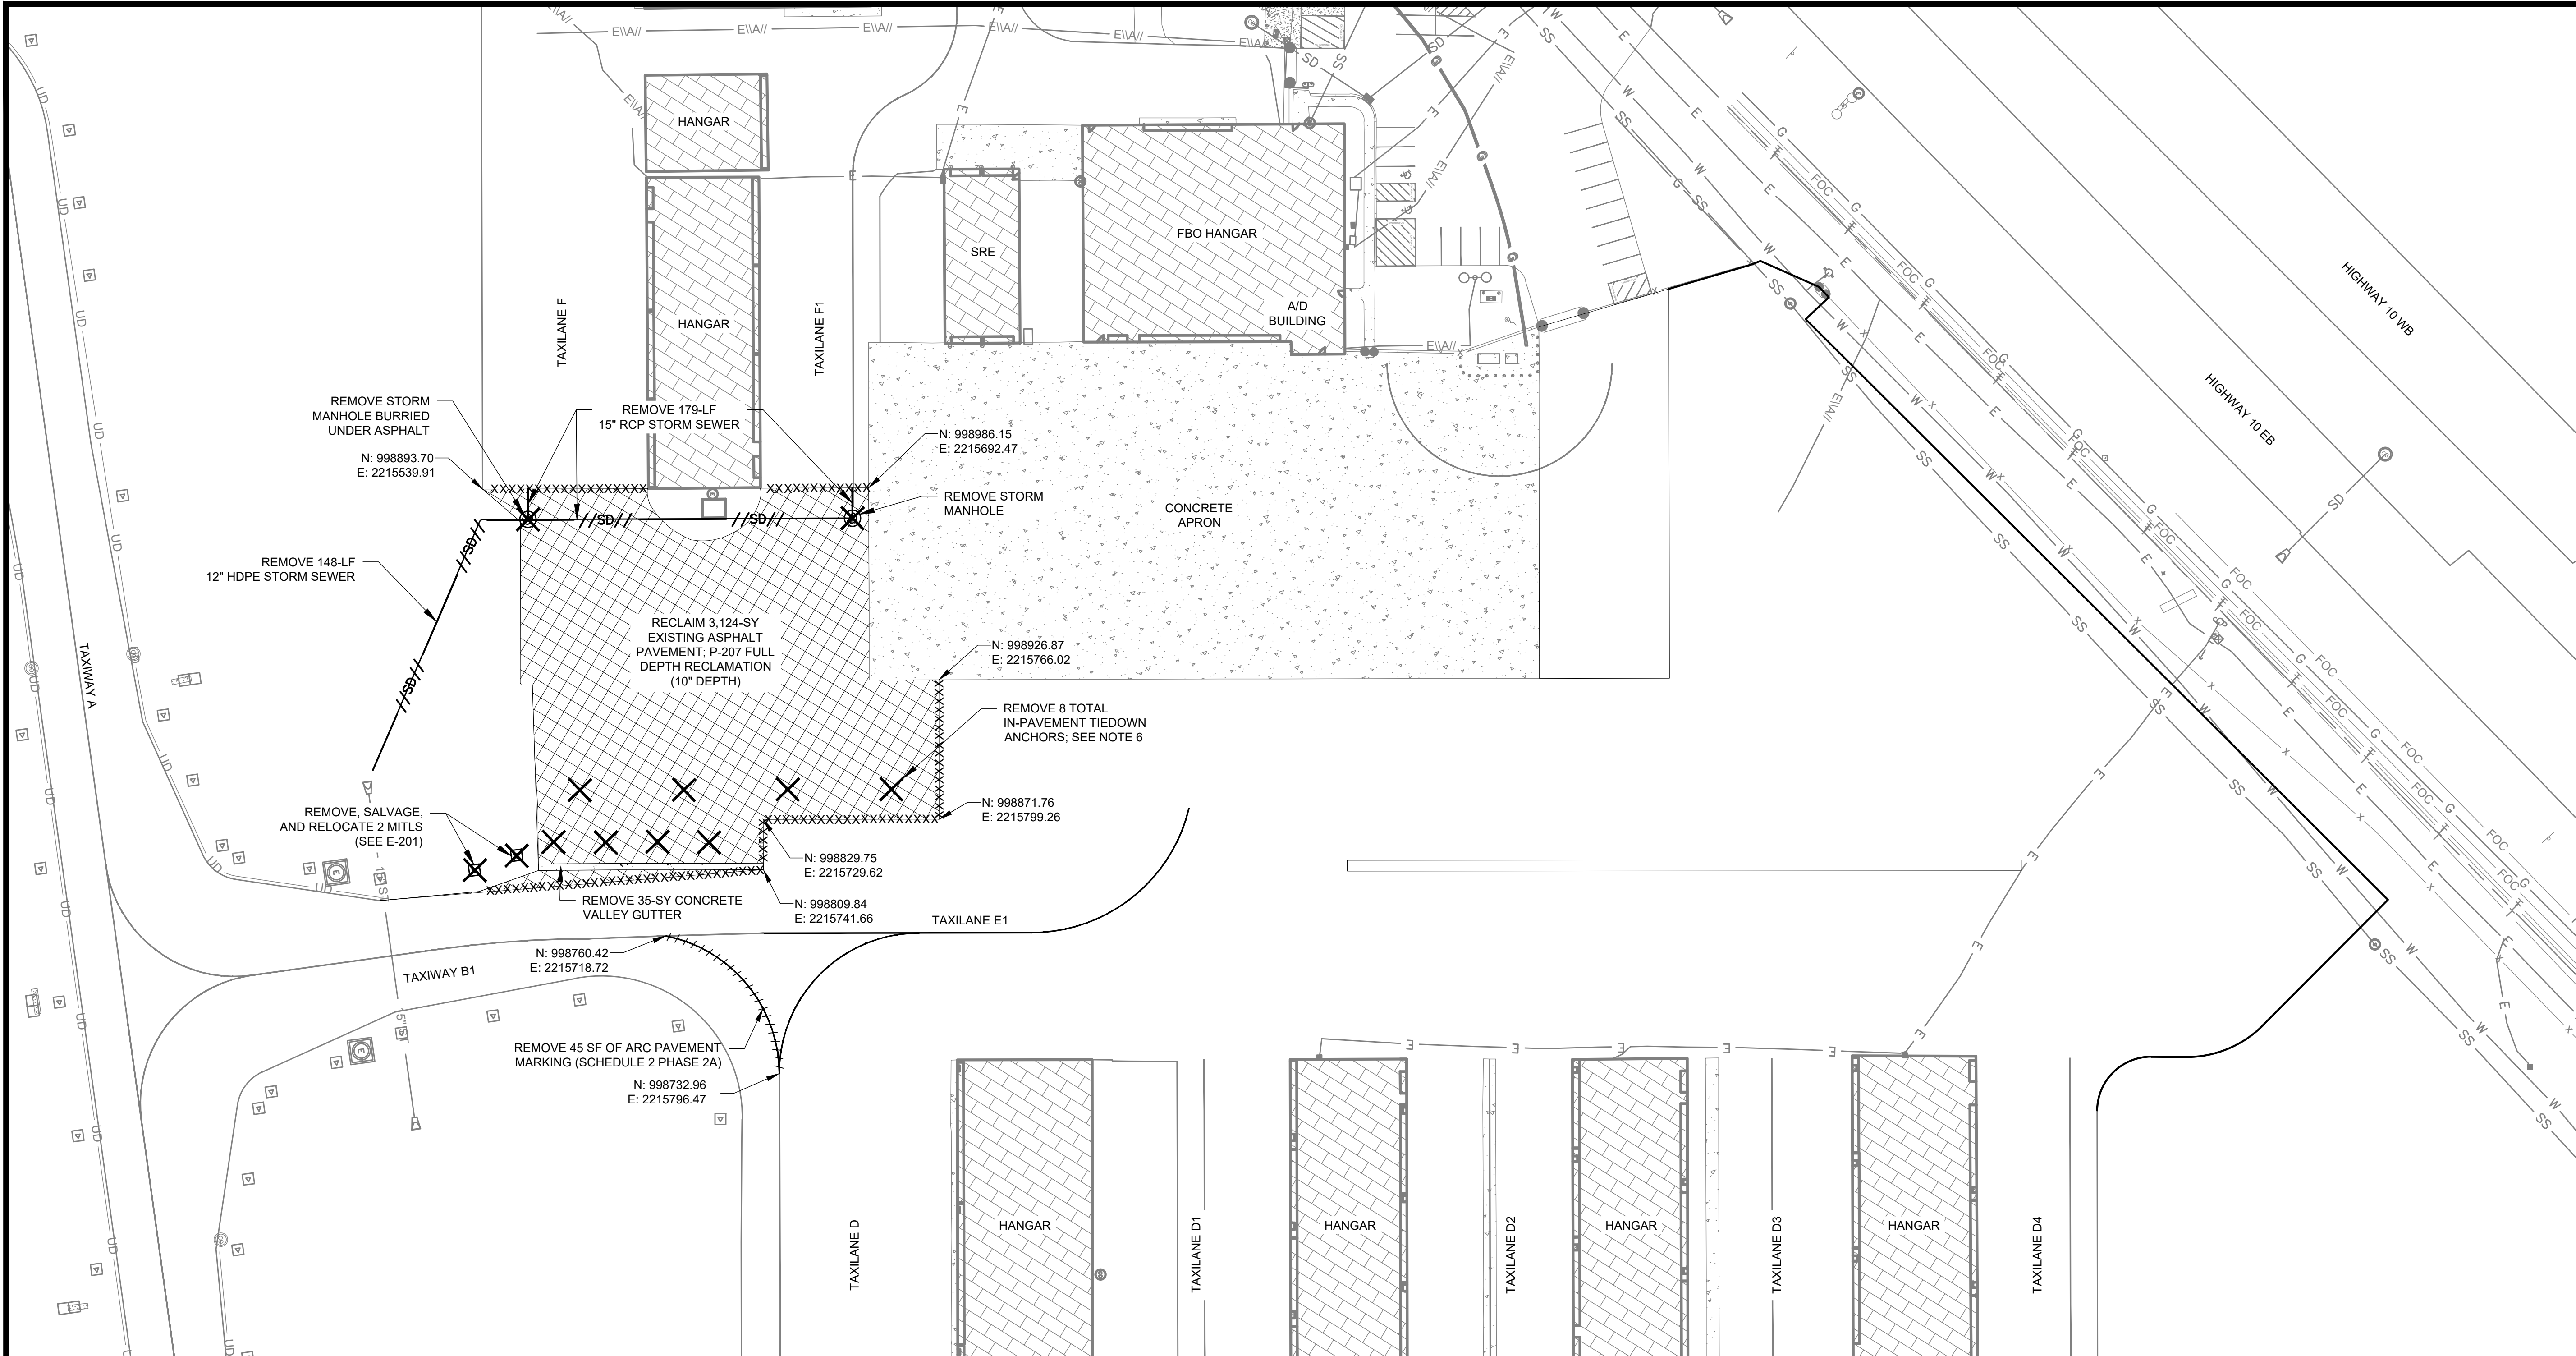 HANGAR
HANGAR
SRE
FBO HANGAR
A/D
BUILDING
TAXILANE F
TAXILANE F1
HIGHWAY 10 WB
HIGHWAY 10 EB
REMOVE STORM
MANHOLE BURRIED
UNDER ASPHALT
N: 998893.70
E: 2215539.91
REMOVE 179-LF
15" RCP STORM SEWER
N: 998986.15
E: 2215692.47
REMOVE STORM
MANHOLE
CONCRETE
APRON
REMOVE 148-LF
12" HDPE STORM SEWER
//SD//
//SD//
//SD//
//SD//
RECLAIM 3,124-SY
EXISTING ASPHALT
PAVEMENT; P-207 FULL
DEPTH RECLAMATION
(10" DEPTH)
N: 998926.87
E: 2215766.02
REMOVE 8 TOTAL
IN-PAVEMENT TIEDOWN
ANCHORS; SEE NOTE 6
TAXIWAY A
REMOVE, SALVAGE,
AND RELOCATE 2 MITLS
(SEE E-201)
N: 998871.76
E: 2215799.26
N: 998829.75
E: 2215729.62
REMOVE 35-SY CONCRETE
VALLEY GUTTER
N: 998809.84
E: 2215741.66
TAXILANE E1
N: 998760.42
E: 2215718.72
TAXIWAY B1
REMOVE 45 SF OF ARC PAVEMENT
MARKING (SCHEDULE 2 PHASE 2A)
N: 998732.96
E: 2215796.47
TAXILANE D
HANGAR
TAXILANE D1
HANGAR
TAXILANE D2
HANGAR
TAXILANE D3
HANGAR
TAXILANE D4